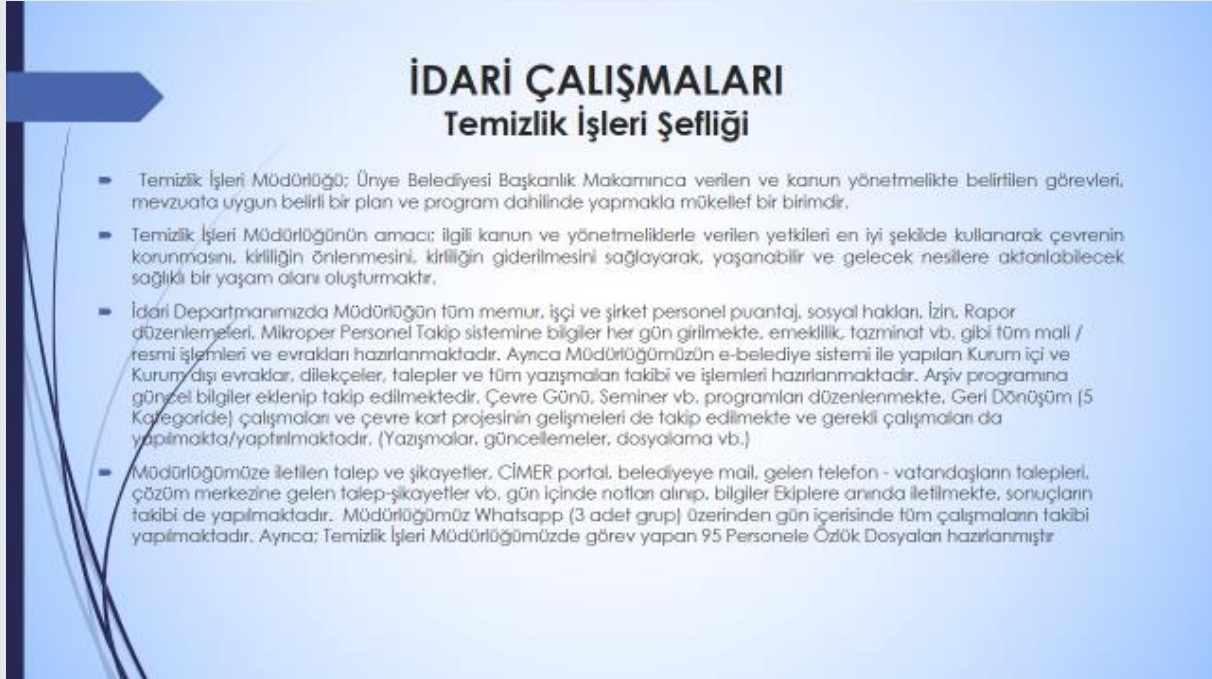 İDARİ ÇALIŞMALARI
Temizlik İşleri Şefliği
Temizlik İşleri Müdürlüğü; Ünye Belediyesi Başkanlık Makamınca verilen ve kanun yönetmelikte belirtilen görevleri,
mevzuata uygun belirli bir plan ve program dahilinde yapmakla mükellef bir birimdir.
Temizlik İşleri Müdürlüğünün amacı; ilgili kanun ve yönetmeliklerle verilen yetkileri en iyi şekilde kullanarak çevrenin
korunmasını, kirliliğin önlenmesini, kirliliğin giderilmesini sağlayarak, yaşanabilir ve gelecek nesillere aktarılabilecek
sağlıklı bir yaşam alanı oluşturmaktır.
İdari Departmanımızda Müdürlüğün tüm memur, işçi ve şirket personel puantaj, sosyal hakları, İzin, Rapor
düzenlemeleri, Mikroper Personel Takip sistemine bilgiler her gün girilmekte, emeklilik, tazminat vb. gibi tüm mali /
resmi işlemleri ve evrakları hazırlanmaktadır. Ayrıca Müdürlüğümüzün e-belediye sistemi ile yapılan Kurum içi ve
Kurum dışı evraklar, dilekçeler, talepler ve tüm yazışmaları takibi ve işlemleri hazırlanmaktadır. Arşiv programına
güncel bilgiler eklenip takip edilmektedir. Çevre Günü, Seminer vb. programları düzenlenmekte, Geri Dönüşüm (5
Kategoride) çalışmaları ve çevre kart projesinin gelişmeleri de takip edilmekte ve gerekli çalışmaları da
yapılmakta/yaptırılmaktadır. (Yazışmalar, güncellemeler, dosyalama vb.)
Müdürlüğümüze iletilen talep ve şikayetler, CİMER portal, belediyeye mail, gelen telefon - vatandaşların talepleri,
çözüm merkezine gelen talep-şikayetler vb. gün içinde notları alınıp, bilgiler Ekiplere anında iletilmekte, sonuçların
takibi de yapılmaktadır. Müdürlüğümüz Whatsapp (3 adet grup) üzerinden gün içerisinde tüm çalışmaların takibi
yapılmaktadır. Ayrıca; Temizlik İşleri Müdürlüğümüzde görev yapan 95 Personele Özlük Dosyaları hazırlanmıştır